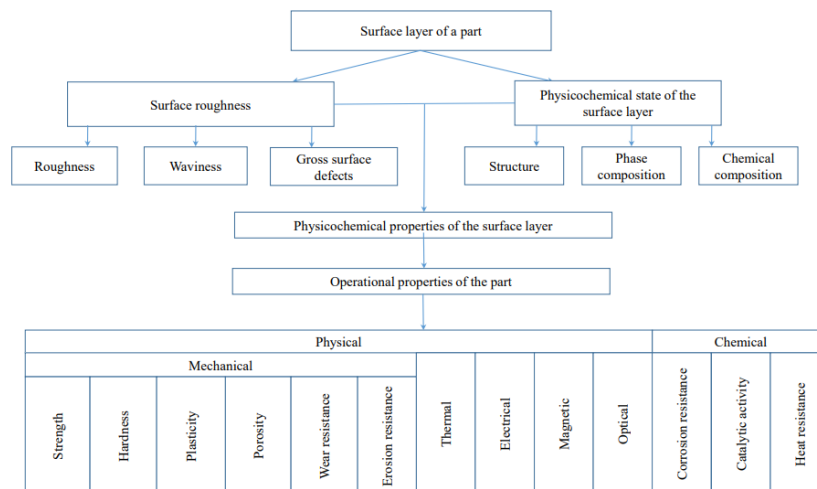 Surface layer of a part
Surface roughness
Physicochemical state of the
surface layer
Roughness
Waviness
Gross surface
defects
Structure
Phase
composition
Chemical
composition
Physicochemical properties of the surface layer
Operational properties of the part
Physical
Chemical
Mechanical
Strength
Hardness
Plasticity
Porosity
Wear resistance
Erosion resistance
Thermal
Electrical
Magnetic
Optical
Corrosion resistance
Catalytic activity
Heat resistance